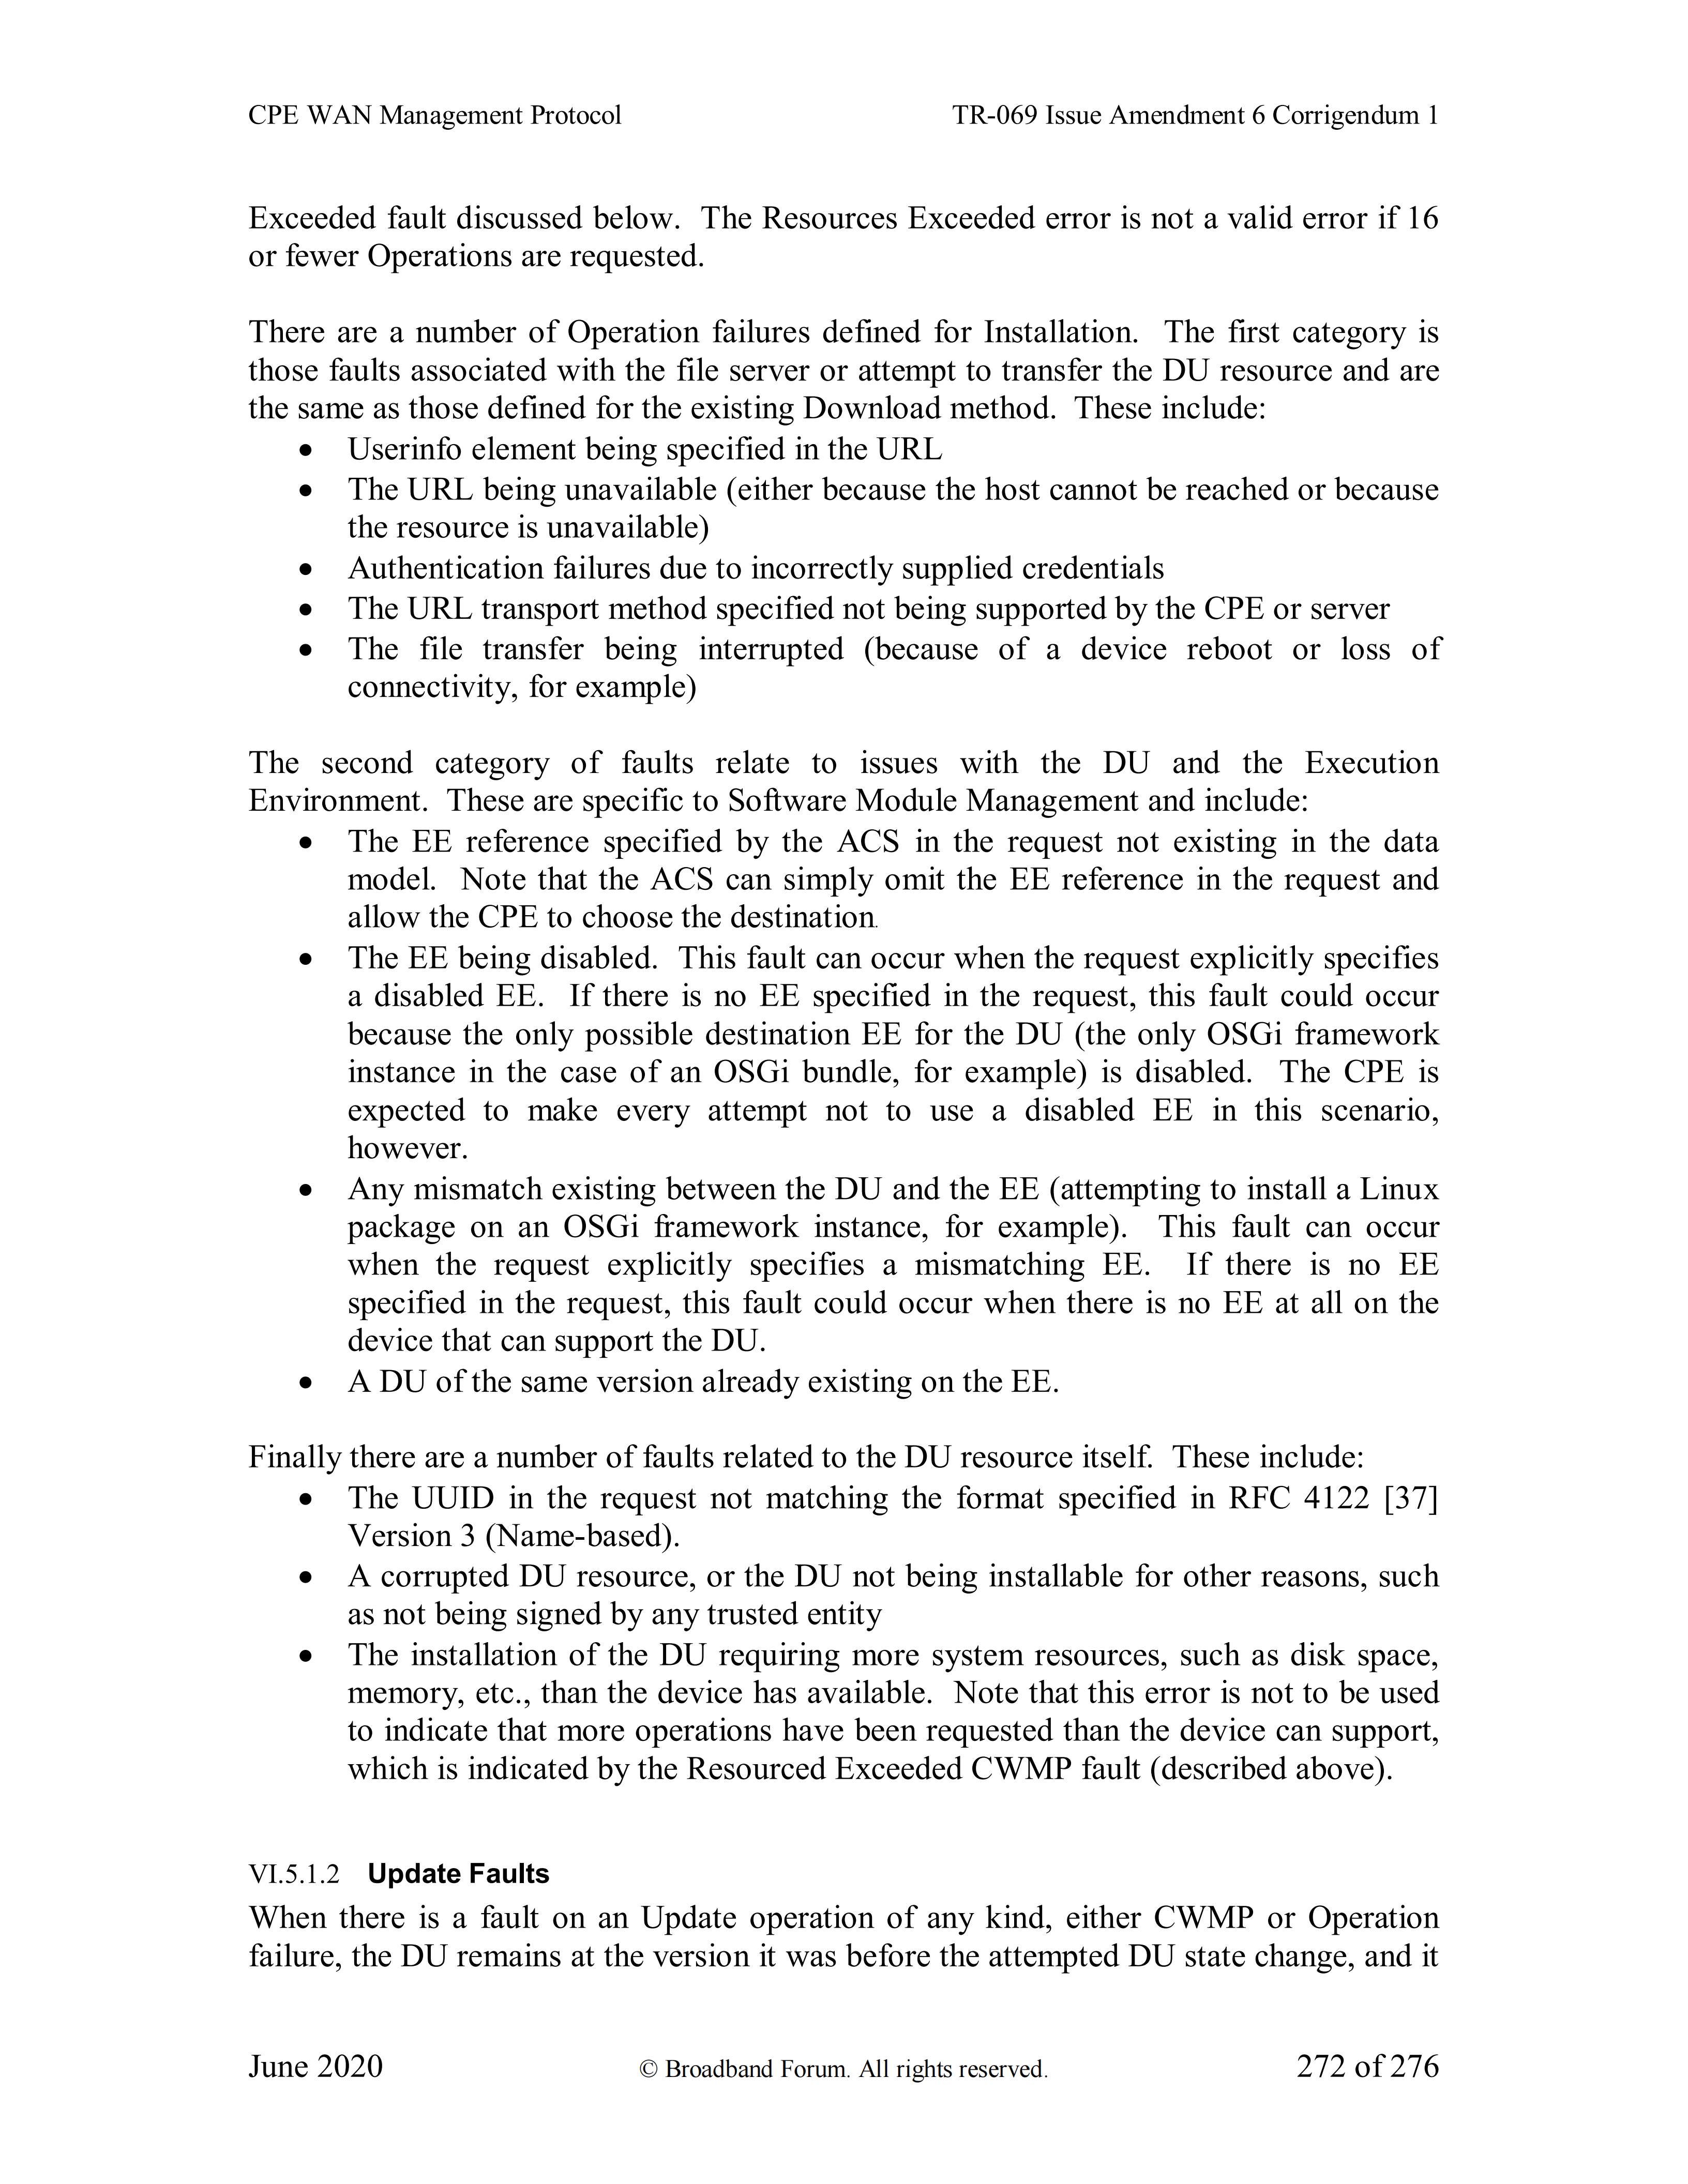 CPE WAN Management Protocol TR-069 Issue Amendment 6 Corrigendum 1
Exceeded fault discussed below. The Resources Exceeded error is not a valid error if 16
or fewer Operations are requested.
There are a number of Operation failures defined for Installation. The first category is
those faults associated with the file server or attempt to transfer the DU resource and are
the same as those defined for the existing Download method. These include:
• Userinfo element being specified in the URL
• The URL being unavailable (either because the host cannot be reached or because
the resource is unavailable)
• Authentication failures due to incorrectly supplied credentials
• The URL transport method specified not being supported by the CPE or server
• The file transfer being interrupted (because of a device reboot or loss of
connectivity, for example)
The second category of faults relate to issues with the DU and the Execution
Environment. These are specific to Software Module Management and include:
• The EE reference specified by the ACS in the request not existing in the data
model. Note that the ACS can simply omit the EE reference in the request and
allow the CPE to choose the destination.
• The EE being disabled. This fault can occur when the request explicitly specifies
a disabled EE. If there is no EE specified in the request, this fault could occur
because the only possible destination EE for the DU (the only OSGi framework
instance in the case of an OSGi bundle, for example) is disabled. The CPE is
expected to make every attempt not to use a disabled EE in this scenario,
however.
• Any mismatch existing between the DU and the EE (attempting to install a Linux
package on an OSGi framework instance, for example). This fault can occur
when the request explicitly specifies a mismatching EE. If there is no EE
specified in the request, this fault could occur when there is no EE at all on the
device that can support the DU.
• A DU of the same version already existing on the EE.
Finally there are a number of faults related to the DU resource itself. These include:
• The UUID in the request not matching the format specified in RFC 4122 [37]
Version 3 (Name-based).
• A corrupted DU resource, or the DU not being installable for other reasons, such
as not being signed by any trusted entity
• The installation of the DU requiring more system resources, such as disk space,
memory, etc., than the device has available. Note that this error is not to be used
to indicate that more operations have been requested than the device can support,
which is indicated by the Resourced Exceeded CWMP fault (described above).
VI.5.1.2 Update Faults
When there is a fault on an Update operation of any kind, either CWMP or Operation
failure, the DU remains at the version it was before the attempted DU state change, and it
June 2020 © Broadband Forum. All rights reserved. 272 of 276